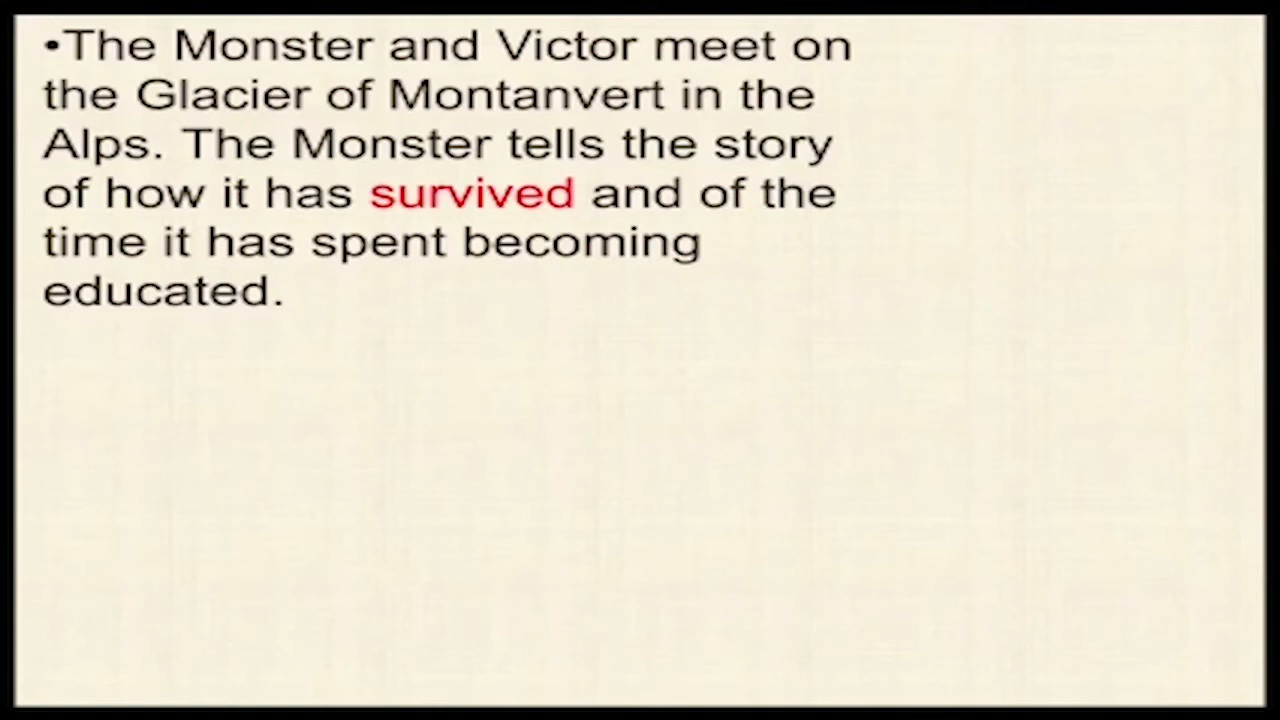 •The Monster and Victor meet on
the Glacier of Montanvert in the
Alps. The Monster tells the story
of how it has survived and of the
time it has spent becoming
educated.